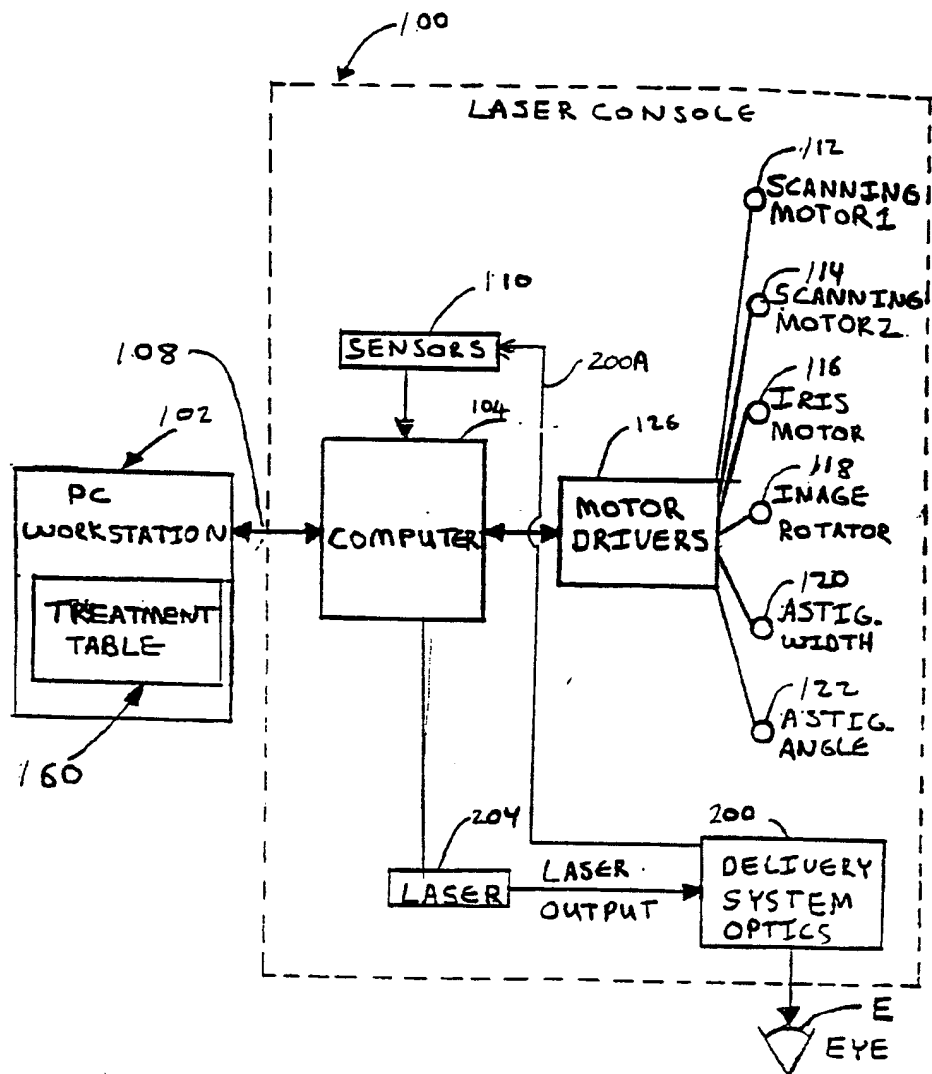 100
LASER CONSOLE
112
SCANNING
MOTOR1
114
SCANNING
MOTOR2
110
SENSORS
116
IRIS
MOTOR
108
200A
102
104
126
118
IMAGE
ROTATOR
PC
WORKSTATION
COMPUTER
MOTOR
DRIVERS
TREATMENT
TABLE
120
ASTIG.
WIDTH
122
ASTIG.
ANGLE
160
204
200
LASER
LASER
OUTPUT
DELIVERY
SYSTEM
OPTICS
E
EYE